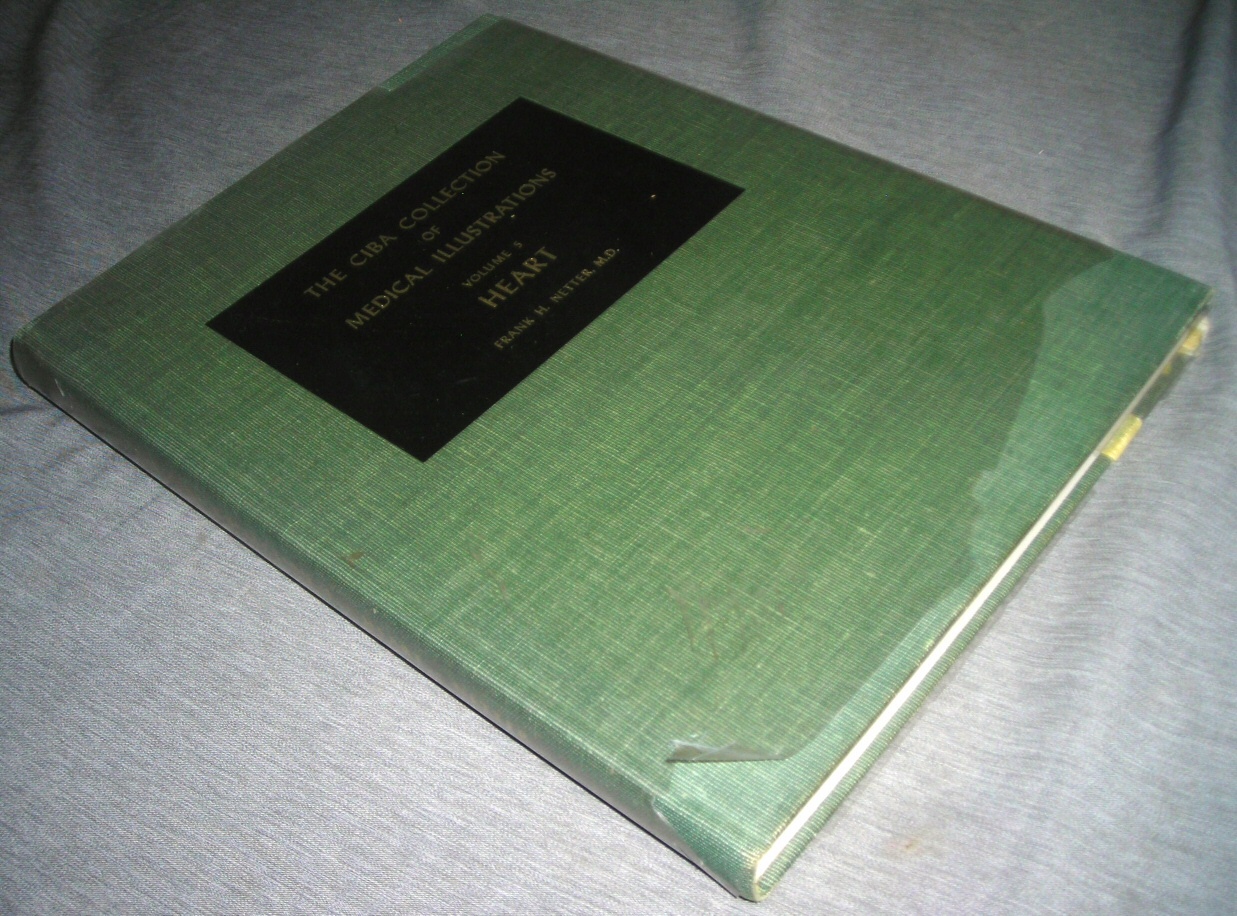 THE CIBA COLLECTION
OF
MEDICAL ILLUSTRATIONS
VOLUME 5
HEART
FRANK H. NETTER, M.D.